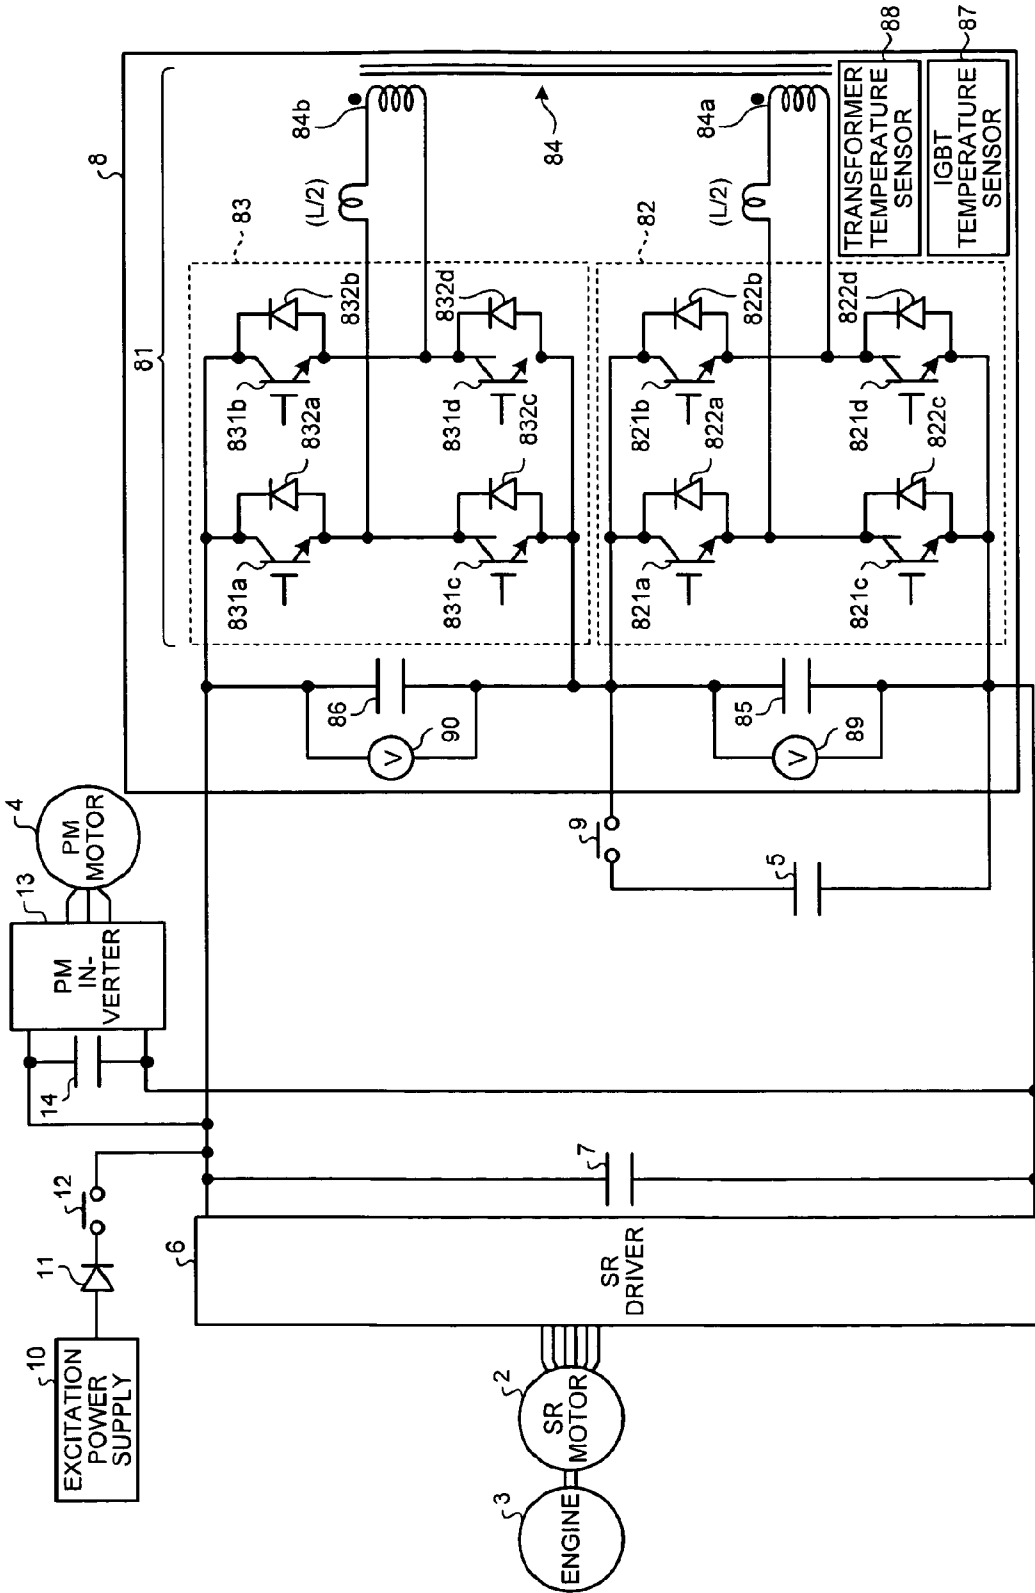 8
81
83
831b
832b
832a
831a
832d
831d
832c
831c
(L/2)
84b
84
82
821b
822b
822a
821a
822d
821d
822c
821c
(L/2)
84a
TRANSFORMER
TEMPERATURE
SENSOR
88
IGBT
TEMPERATURE
SENSOR
87
86
V
90
85
V
89
4
PM
MOTOR
13
PM
IN-
VERTER
14
9
5
12
11
10
EXCITATION
POWER
SUPPLY
7
6
SR
DRIVER
2
SR
MOTOR
3
ENGINE